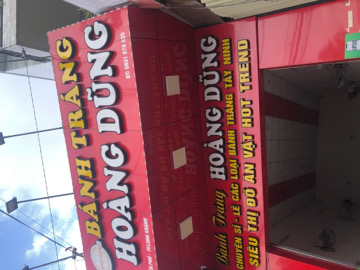 BÁNH TRÁNG
HOÀNG DŨNG
Bánh Tráng HOÀNG DŨNG
CHUYÊN SỈ - LẺ CÁC LOẠI BÁNH TRÁNG TÂY NINH
SIÊU THỊ ĐỒ ĂN VẶT HOT TREND